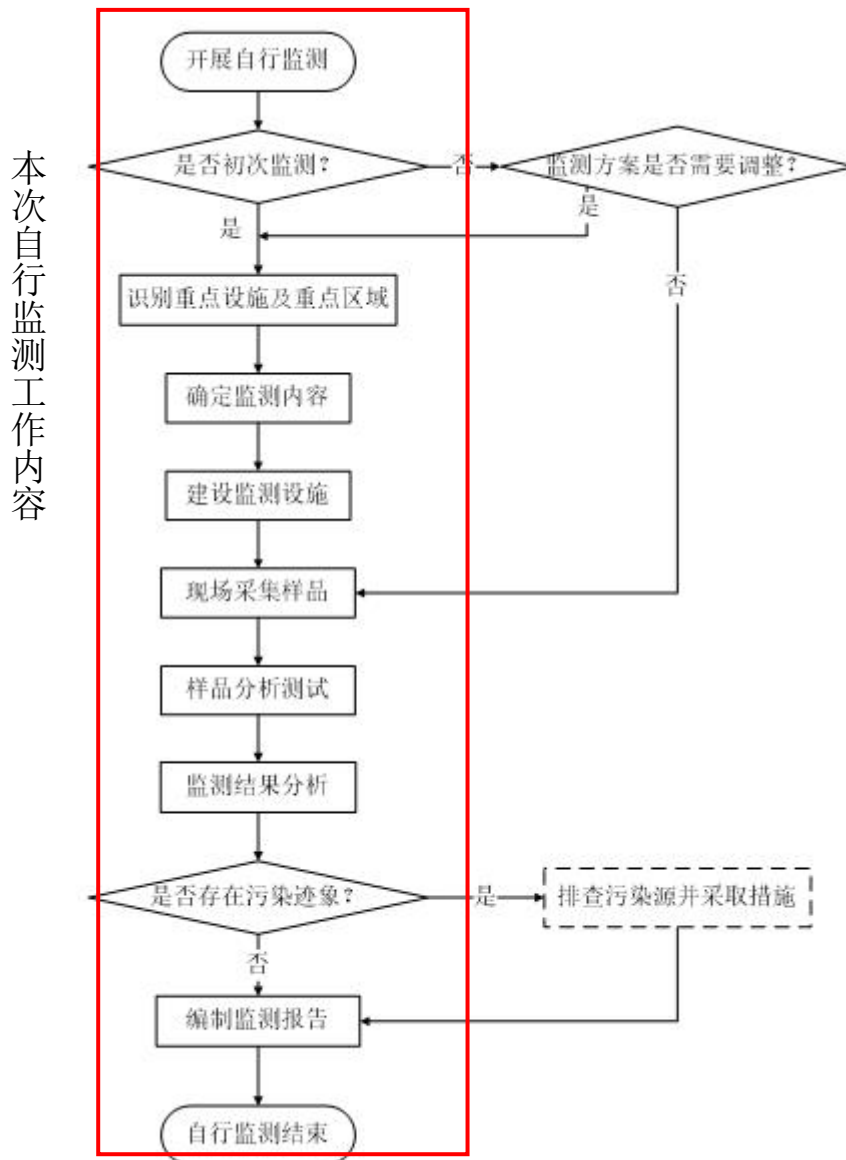 开展自行监测
是否初次监测?
否
监测方案是否需要调整?
是
是
否
本次自行监测工作内容
识别重点设施及重点区域
确定监测内容
建设监测设施
现场采集样品
样品分析测试
监测结果分析
是否存在污染迹象?
是
排查污染源并采取措施
否
编制监测报告
自行监测结束